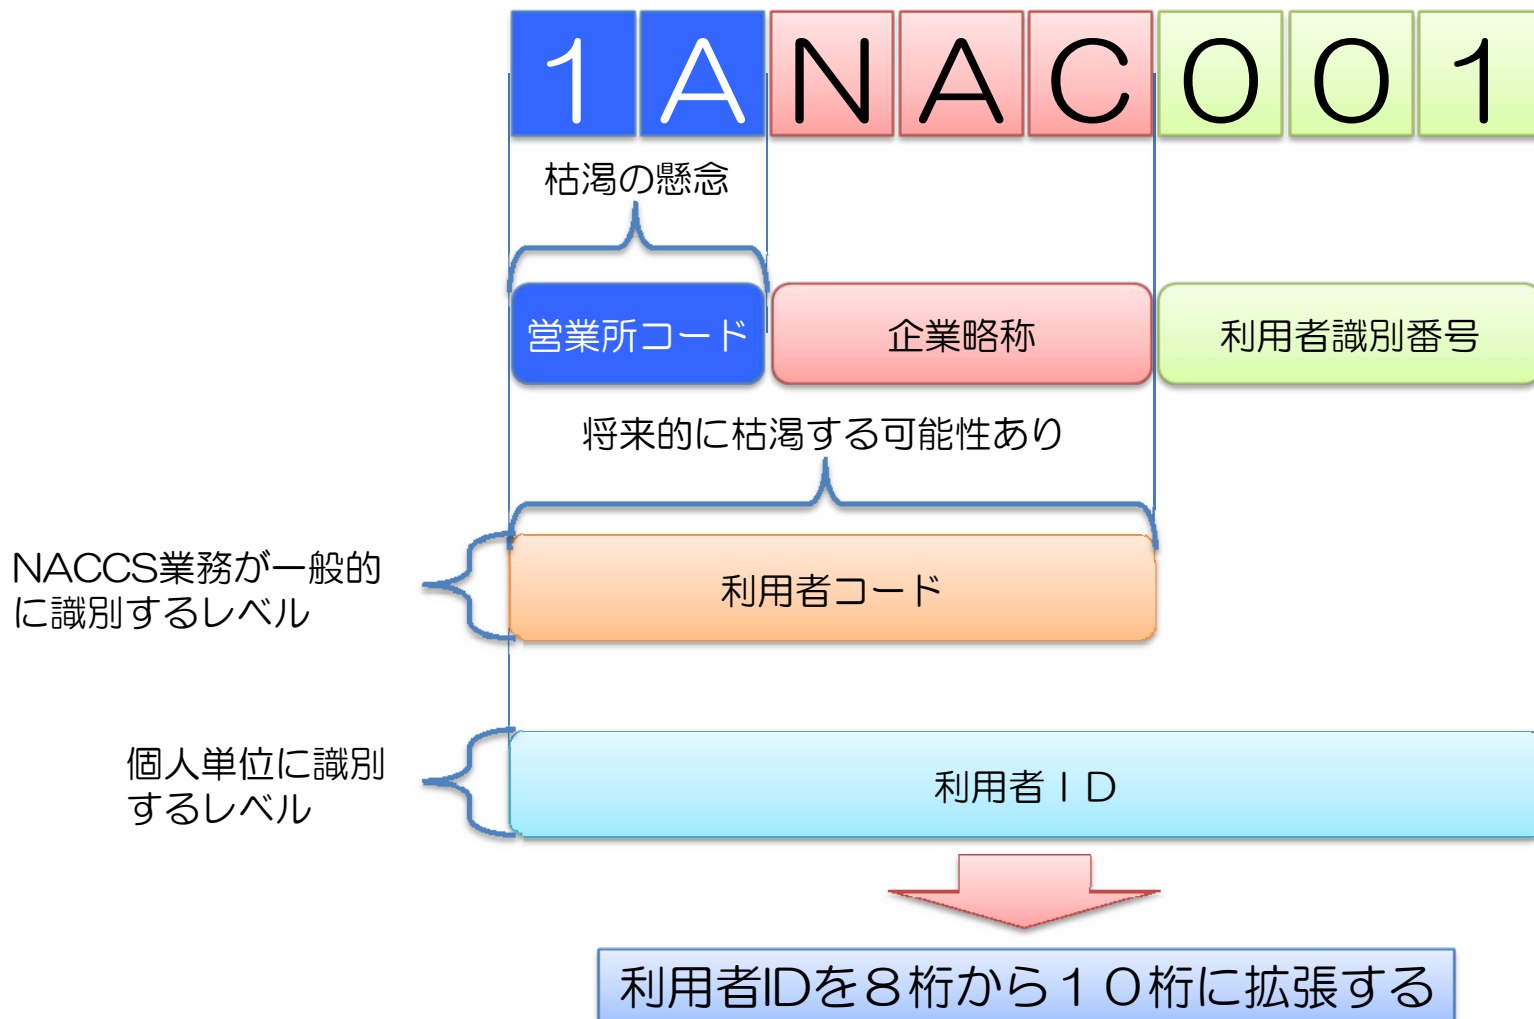 1ANAC001
枯渇の懸念
営業所コード 企業略称 利用者識別番号
将来的に枯渇する可能性あり
NACCS業務が一般的
に識別するレベル
利用者コード
個人単位に識別
するレベル
利用者ＩＤ
利用者IDを８桁から１０桁に拡張する